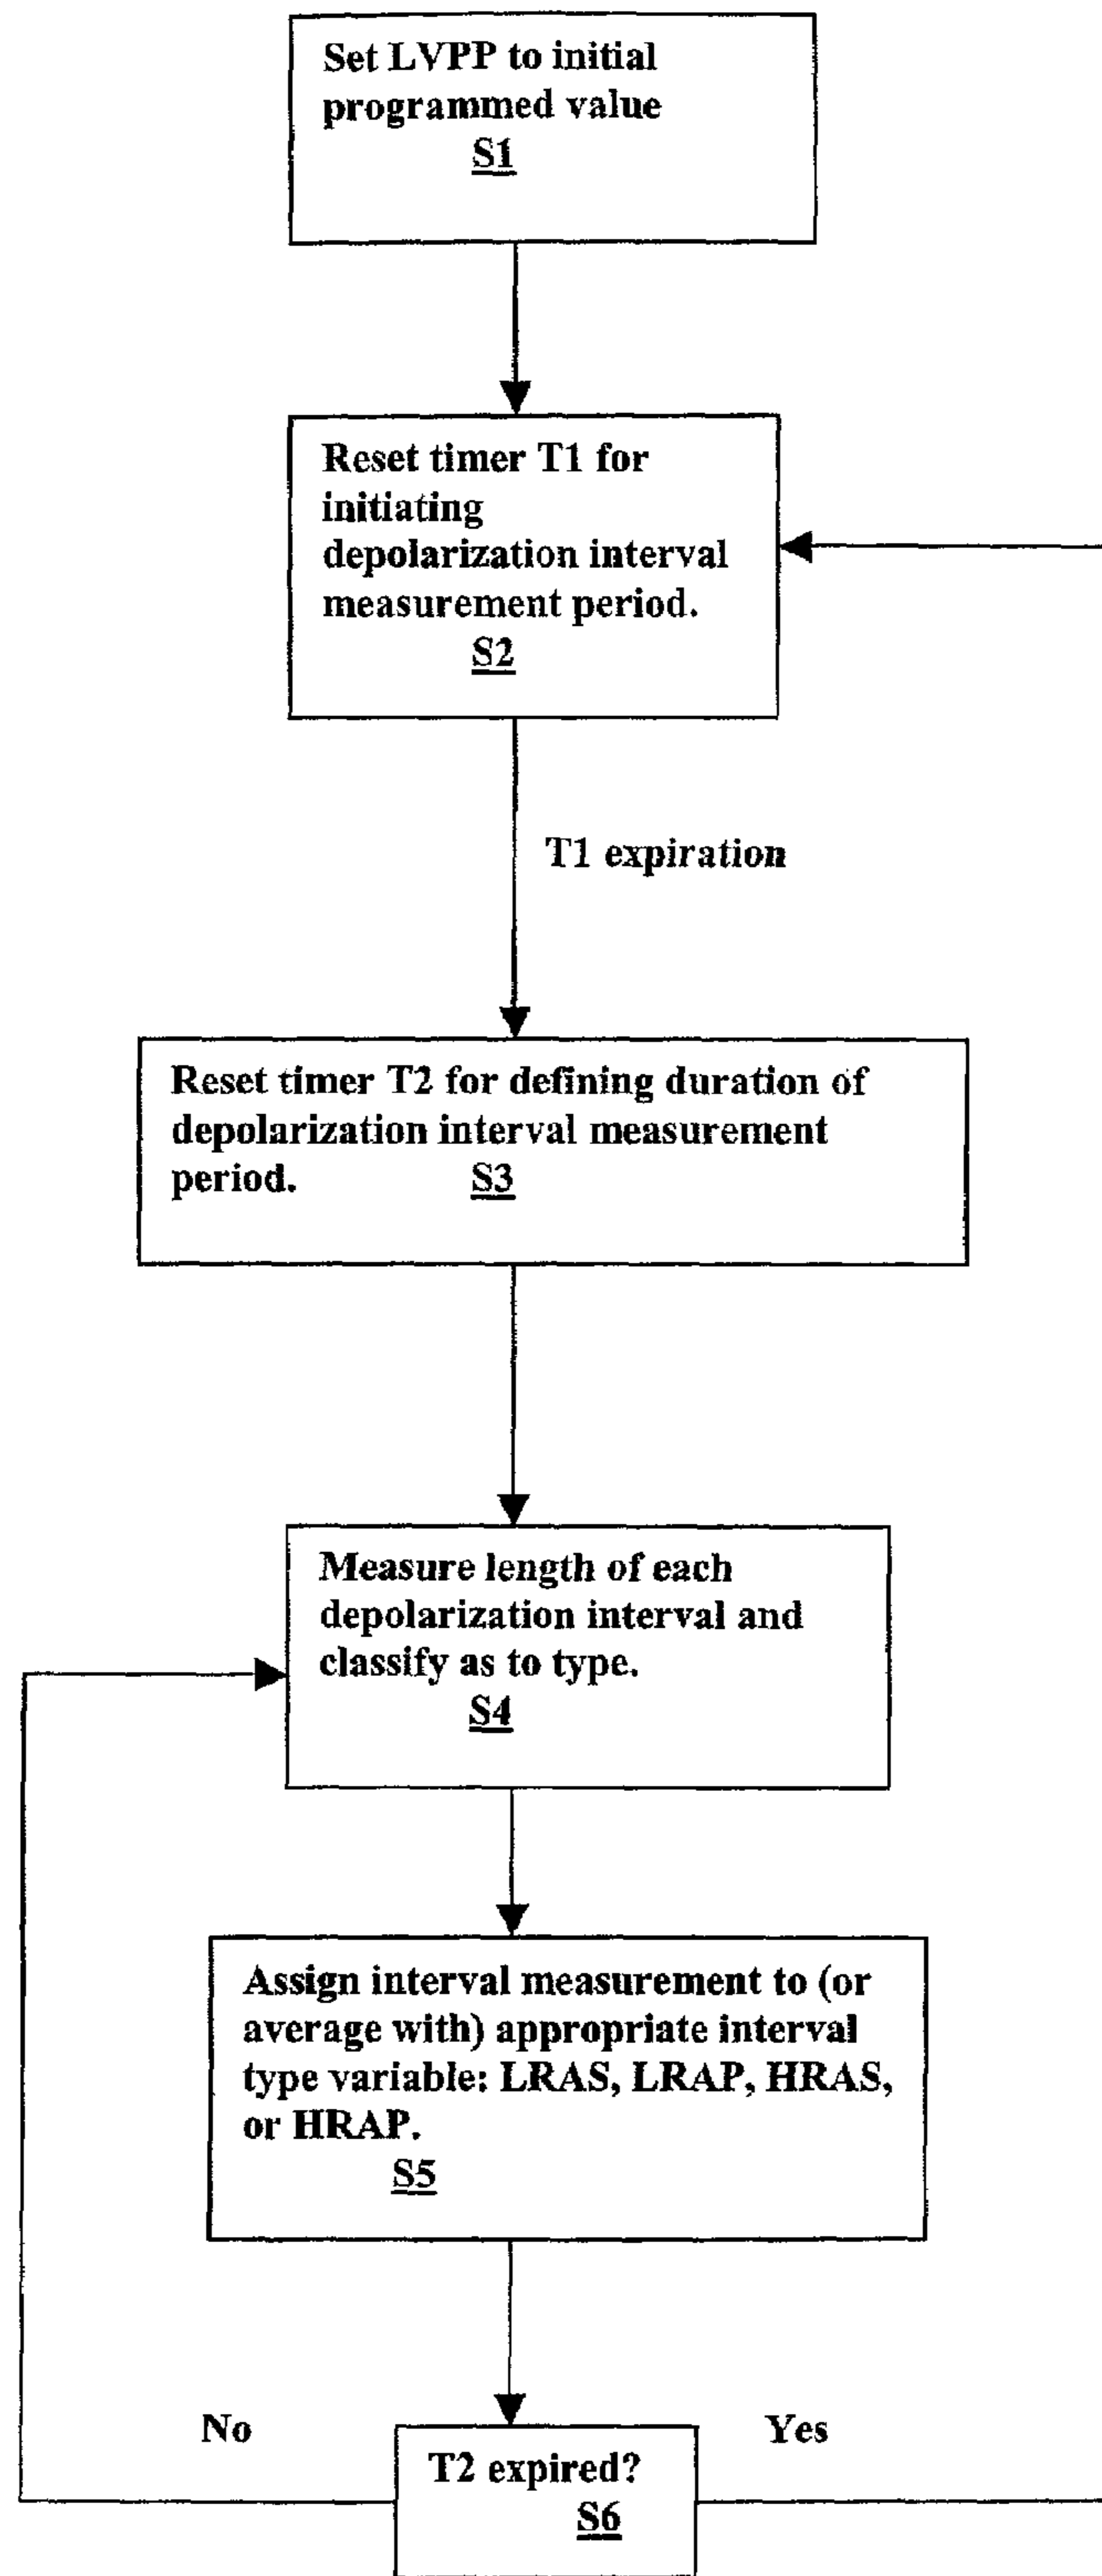 Set LVPP to initial
programmed value
S1
Reset timer T1 for
initiating
depolarization interval
measurement period.
S2
T1 expiration
Reset timer T2 for defining duration of
depolarization interval measurement
period. S3
Measure length of each
depolarization interval and
classify as to type.
S4
Assign interval measurement to (or
average with) appropriate interval
type variable: LRAS, LRAP, HRAS,
or HRAP.
S5
No
Yes
T2 expired?
S6